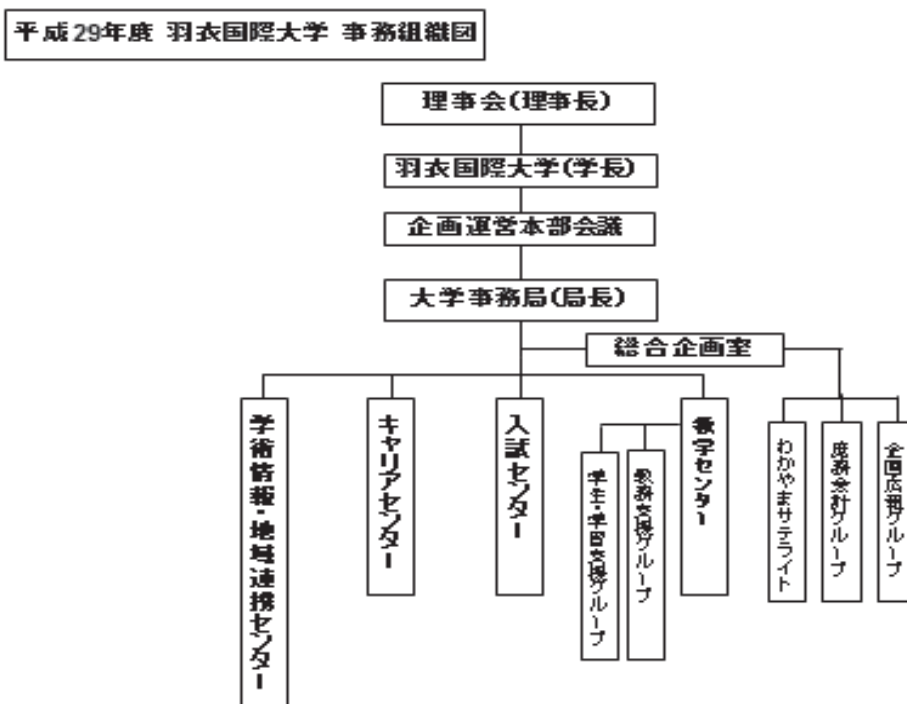 平成29年度 羽衣国際大学 事務組織図
理事会(理事長)
羽衣国際大学(学長)
企画運営本部会議
大学事務局(局長)
総合企画室
学術情報・地域連携センター
キャリアセンター
入試センター
教学センター
学生・学習支援グループ
教務支援グループ
わかやまサテライト
庶務会計グループ
企画広報グループ